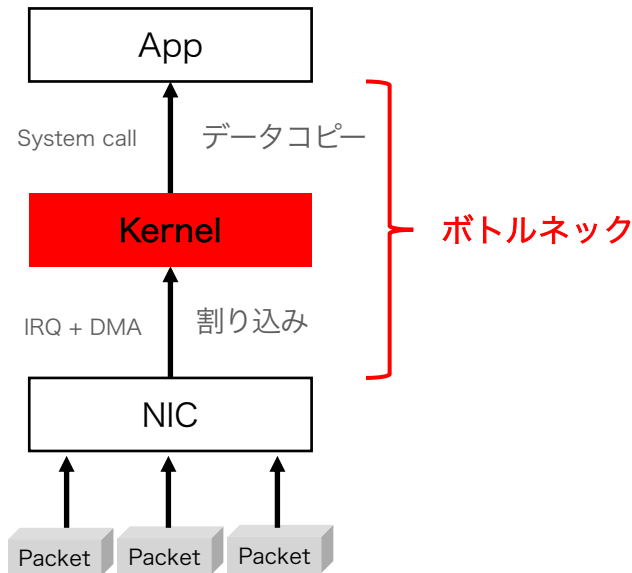 App
System call
データコピー
Kernel
ボトルネック
IRQ + DMA
割り込み
NIC
Packet
Packet
Packet